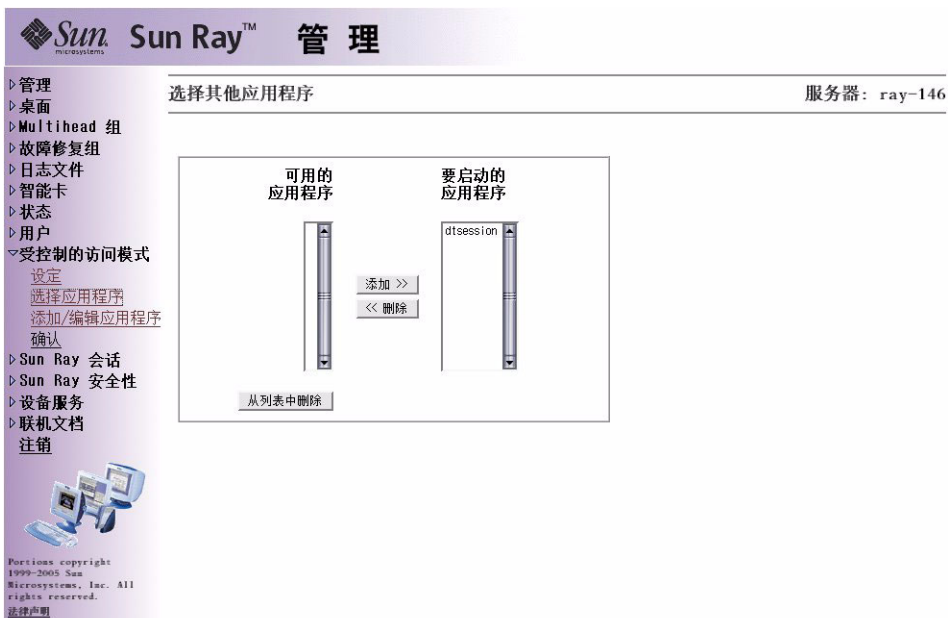 Sun microsystems Sun Ray™ 管 理
▷管理
▷桌面
▷Multihead 组
▷故障修复组
▷日志文件
▷智能卡
▷状态
▷用户
▽受控制的访问模式
设定
选择应用程序
添加/编辑应用程序
确认
▷Sun Ray 会话
▷Sun Ray 安全性
▷设备服务
▷联机文档
注销
Portions copyright
1999-2005 Sun
Microsystems, Inc. All
rights reserved.
法律声明
选择其他应用程序
服务器: ray-146
可用的
应用程序
要启动的
应用程序
dtsession
添加 >>
<< 删除
从列表中删除